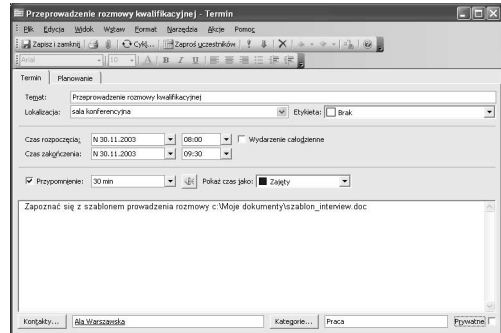 Przeprowadzenie rozmowy kwalifikacyjnej - Termin
Plik Edycja Widok Wstaw Format Narzędzia Akcje Pomoc
Zapisz i zamknij Cykl... Zaproś uczestników
Arial 10 A B I U
Termin Planowanie
Temat: Przeprowadzenie rozmowy kwalifikacyjnej
Lokalizacja: sala konferencyjna Etykieta: Brak
Czas rozpoczęcia: N 30.11.2003 08:00 Wydarzenie całodzienne
Czas zakończenia: N 30.11.2003 09:30
Przypomnienie: 30 min Pokaż czas jako: Zajęty
Zapoznać się z szablonem prowadzenia rozmowy c:\Moje dokumenty\szablon_interview.doc
Kontakty... Ala Warszawska Kategorie... Praca Prywatne